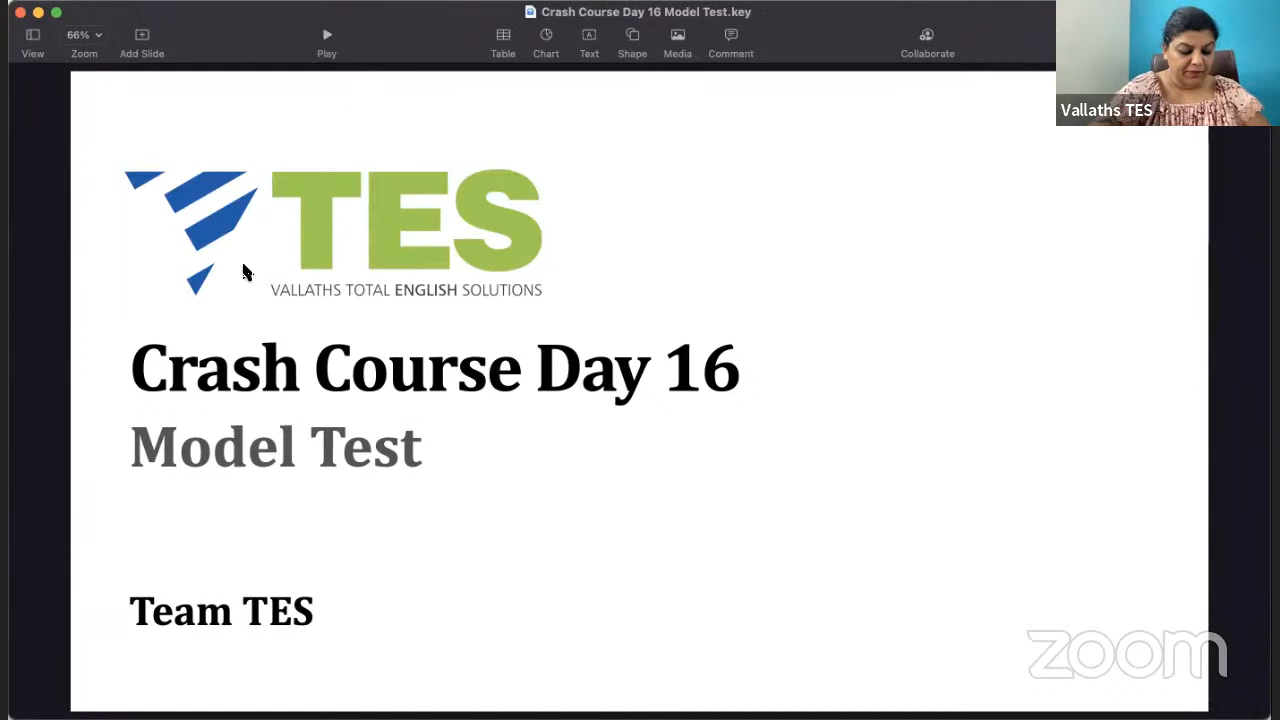 Crash Course Day 16 Model Test.key
66%
View
Zoom
Add Slide
Play
Table
Chart
Text
Shape
Media
Comment
Collaborate
Vallaths TES
TES
VALLATHS TOTAL ENGLISH SOLUTIONS
Crash Course Day 16
Model Test
Team TES
zoom